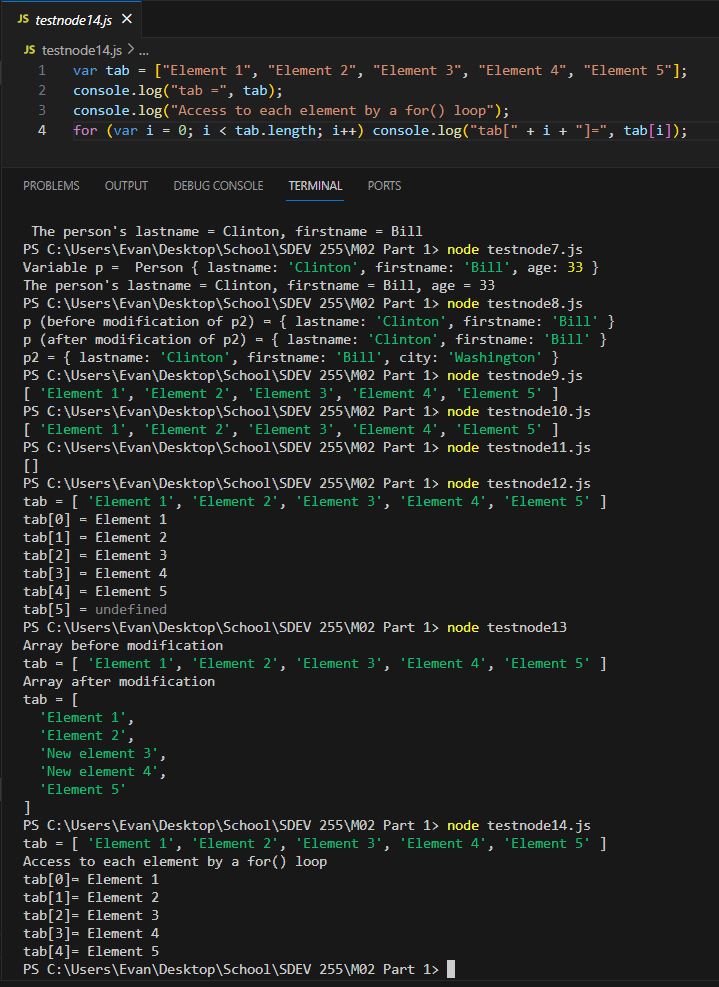 JS testnode14.js ×
JS testnode14.js > ...
1 var tab = ["Element 1", "Element 2", "Element 3", "Element 4", "Element 5"];
2 console.log("tab =", tab);
3 console.log("Access to each element by a for() loop");
4 for (var i = 0; i < tab.length; i++) console.log("tab[" + i + "]=", tab[i]);
PROBLEMS OUTPUT DEBUG CONSOLE TERMINAL PORTS
The person's lastname = Clinton, firstname = Bill
PS C:\Users\Evan\Desktop\School\SDEV 255\M02 Part 1> node testnode7.js
Variable p =  Person { lastname: 'Clinton', firstname: 'Bill', age: 33 }
The person's lastname = Clinton, firstname = Bill, age = 33
PS C:\Users\Evan\Desktop\School\SDEV 255\M02 Part 1> node testnode8.js
p (before modification of p2) = { lastname: 'Clinton', firstname: 'Bill' }
p (after modification of p2) = { lastname: 'Clinton', firstname: 'Bill' }
p2 = { lastname: 'Clinton', firstname: 'Bill', city: 'Washington' }
PS C:\Users\Evan\Desktop\School\SDEV 255\M02 Part 1> node testnode9.js
[ 'Element 1', 'Element 2', 'Element 3', 'Element 4', 'Element 5' ]
PS C:\Users\Evan\Desktop\School\SDEV 255\M02 Part 1> node testnode10.js
[ 'Element 1', 'Element 2', 'Element 3', 'Element 4', 'Element 5' ]
PS C:\Users\Evan\Desktop\School\SDEV 255\M02 Part 1> node testnode11.js
[]
PS C:\Users\Evan\Desktop\School\SDEV 255\M02 Part 1> node testnode12.js
tab = [ 'Element 1', 'Element 2', 'Element 3', 'Element 4', 'Element 5' ]
tab[0] = Element 1
tab[1] = Element 2
tab[2] = Element 3
tab[3] = Element 4
tab[4] = Element 5
tab[5] = undefined
PS C:\Users\Evan\Desktop\School\SDEV 255\M02 Part 1> node testnode13
Array before modification
tab = [ 'Element 1', 'Element 2', 'Element 3', 'Element 4', 'Element 5' ]
Array after modification
tab = [
  'Element 1',
  'Element 2',
  'New element 3',
  'New element 4',
  'Element 5'
]
PS C:\Users\Evan\Desktop\School\SDEV 255\M02 Part 1> node testnode14.js
tab = [ 'Element 1', 'Element 2', 'Element 3', 'Element 4', 'Element 5' ]
Access to each element by a for() loop
tab[0]= Element 1
tab[1]= Element 2
tab[2]= Element 3
tab[3]= Element 4
tab[4]= Element 5
PS C:\Users\Evan\Desktop\School\SDEV 255\M02 Part 1>